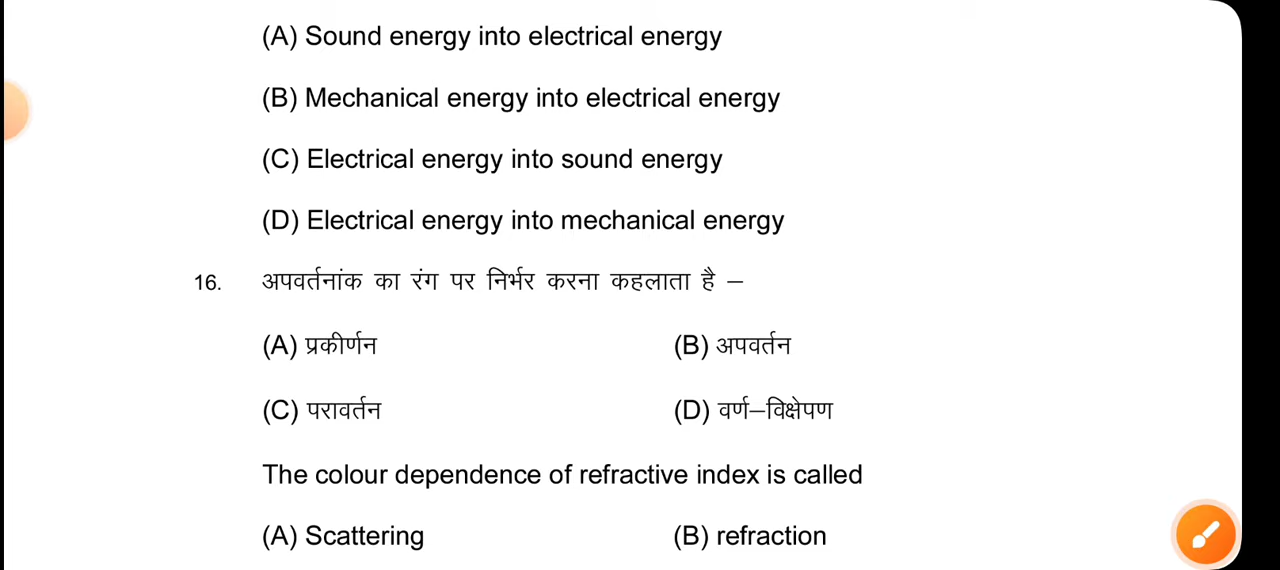 (A) Sound energy into electrical energy
(B) Mechanical energy into electrical energy
(C) Electrical energy into sound energy
(D) Electrical energy into mechanical energy
16. अपवर्तनांक का रंग पर निर्भर करना कहलाता है –
(A) प्रकीर्णन (B) अपवर्तन
(C) परावर्तन (D) वर्ण–विक्षेपण
The colour dependence of refractive index is called
(A) Scattering (B) refraction